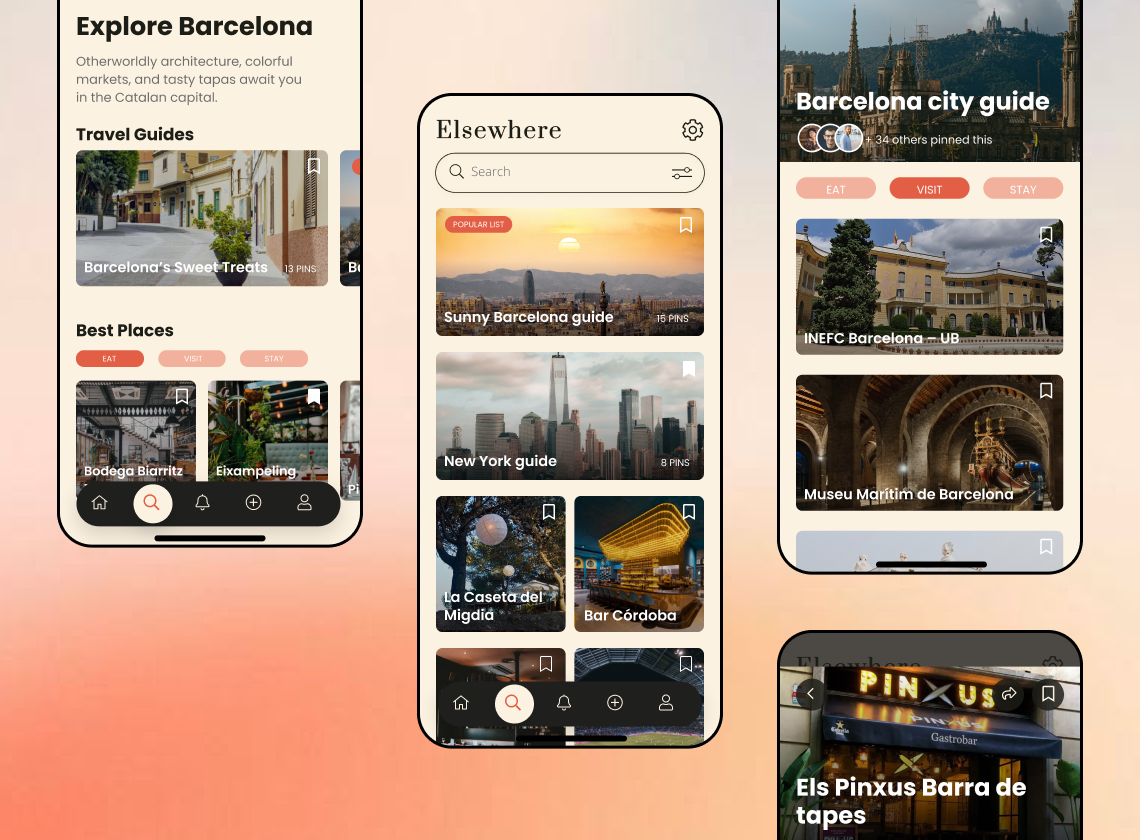 Explore Barcelona
Otherworldly architecture, colorful
markets, and tasty tapas await you
in the Catalan capital.
Travel Guides
Barcelona’s Sweet Treats
13 PINS
Best Places
EAT
VISIT
STAY
Bodega Biarritz
Eixampeling
Elsewhere
Search
POPULAR LIST
Sunny Barcelona guide
15 PINS
New York guide
8 PINS
La Caseta del
Migdia
Bar Córdoba
Barcelona city guide
+ 34 others pinned this
EAT
VISIT
STAY
INEFC Barcelona – UB
Museu Marítim de Barcelona
Elsewhere
PINXUS
PINXUS
Gastrobar
Els Pinxus Barra de
tapes